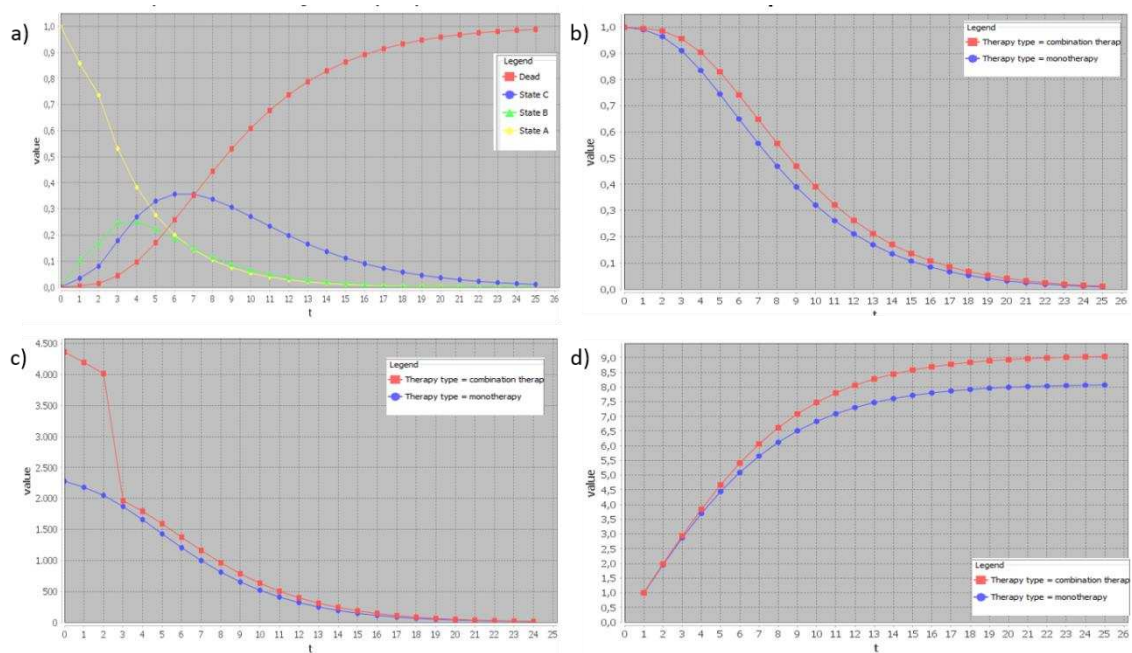 a)
1,0
0,9
0,8
0,7
0,6
0,5
0,4
0,3
0,2
0,1
0,0
value
0 1 2 3 4 5 6 7 8 9 10 11 12 13 14 15 16 17 18 19 20 21 22 23 24 25 26
t
Legend
Dead
State C
State B
State A
b)
1,0
0,9
0,8
0,7
0,6
0,5
0,4
0,3
0,2
0,1
0,0
value
0 1 2 3 4 5 6 7 8 9 10 11 12 13 14 15 16 17 18 19 20 21 22 23 24 25 26
t
Legend
Therapy type = combination therap
Therapy type = monotherapy
c)
4.500
4.000
3.500
3.000
2.500
2.000
1.500
1.000
500
0
value
0 1 2 3 4 5 6 7 8 9 10 11 12 13 14 15 16 17 18 19 20 21 22 23 24 25
t
Legend
Therapy type = combination therap
Therapy type = monotherapy
d)
9,0
8,5
8,0
7,5
7,0
6,5
6,0
5,5
5,0
4,5
4,0
3,5
3,0
2,5
2,0
1,5
1,0
0,5
0,0
value
0 1 2 3 4 5 6 7 8 9 10 11 12 13 14 15 16 17 18 19 20 21 22 23 24 25 26
t
Legend
Therapy type = combination therap
Therapy type = monotherapy